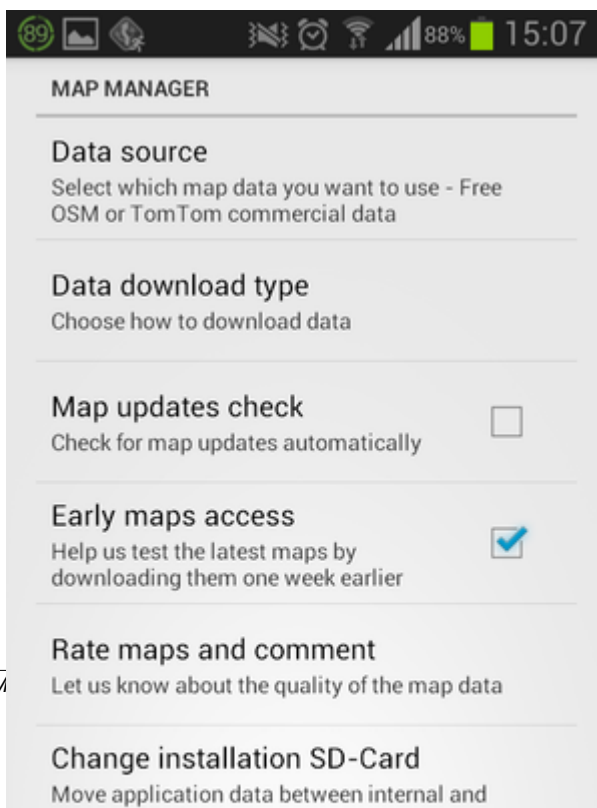 89 88% 15:07
MAP MANAGER
Data source
Select which map data you want to use - Free
OSM or TomTom commercial data
Data download type
Choose how to download data
Map updates check
Check for map updates automatically
Early maps access
Help us test the latest maps by
downloading them one week earlier
Rate maps and comment
Let us know about the quality of the map data
Change installation SD-Card
Move application data between internal and